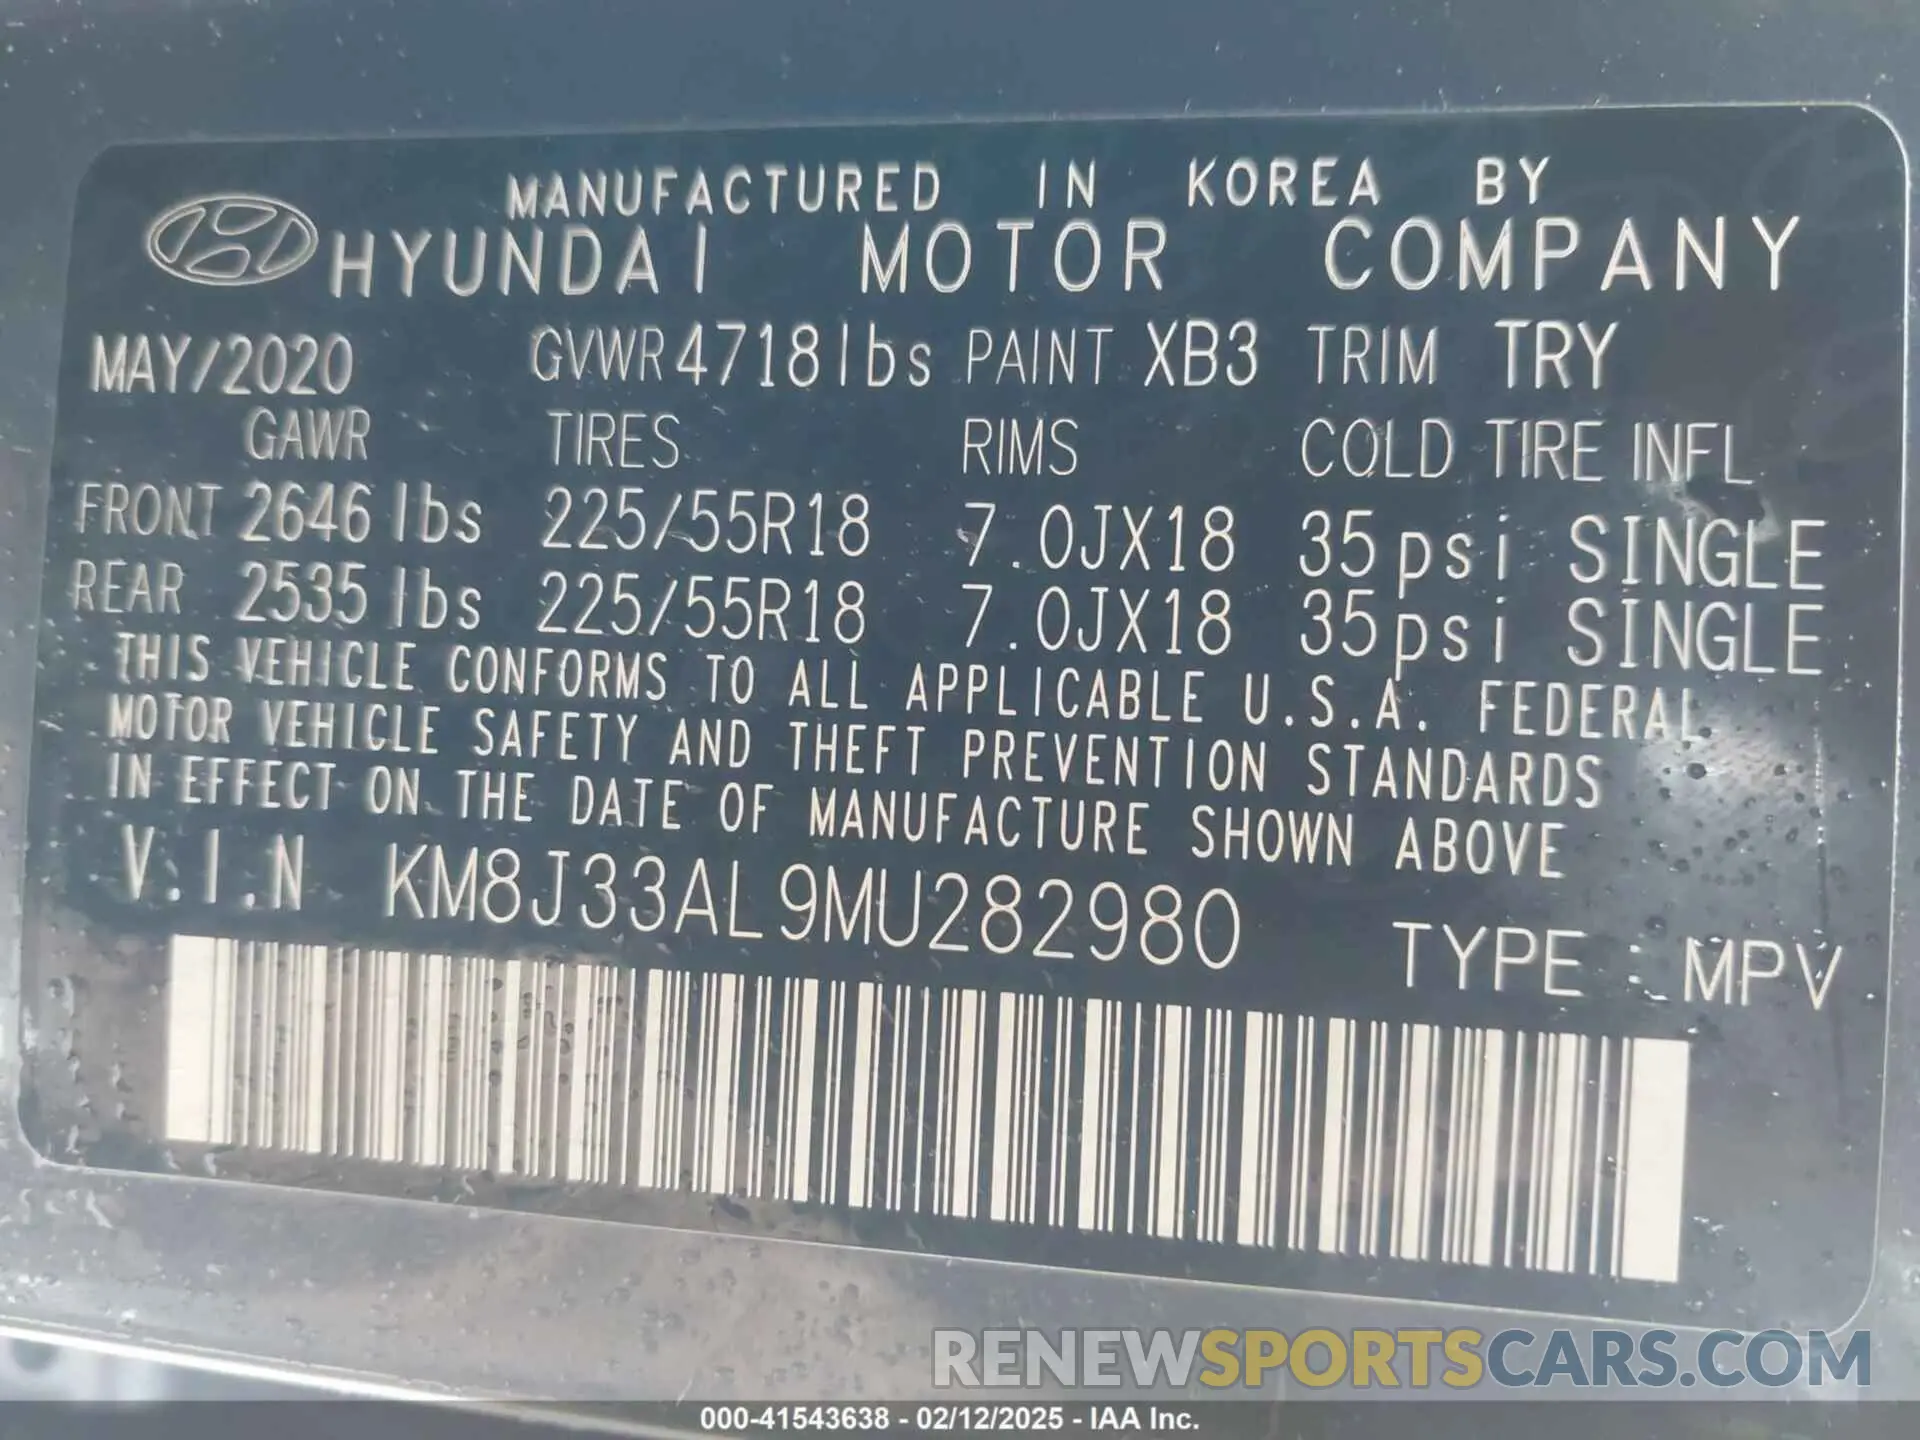 MANUFACTURED IN KOREA BY
HYUNDAI MOTOR COMPANY
MAY/2020 GVWR 4718lbs PAINT XB3 TRIM TRY
GAWR TIRES RIMS COLD TIRE INFL
FRONT 2646 lbs 225/55R18 7.0JX18 35psi SINGLE
REAR 2535 lbs 225/55R18 7.0JX18 35psi SINGLE
THIS VEHICLE CONFORMS TO ALL APPLICABLE U.S.A. FEDERAL
MOTOR VEHICLE SAFETY AND THEFT PREVENTION STANDARDS
IN EFFECT ON THE DATE OF MANUFACTURE SHOWN ABOVE
V.I.N KM8J33AL9MU282980
TYPE : MPV
RENEWSPORTSCARS.COM
000-41543638 - 02/12/2025 - IAA Inc.